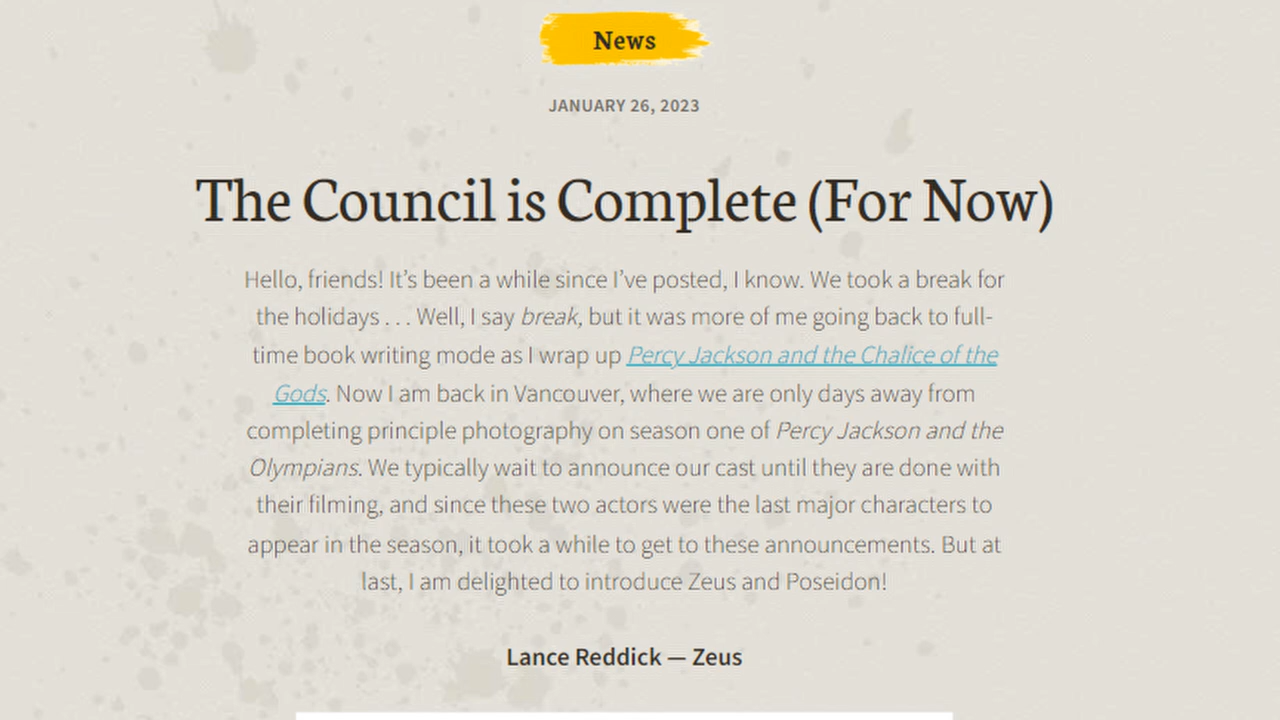 News
JANUARY 26, 2023
The Council is Complete (For Now)
Hello, friends! It’s been a while since I’ve posted, I know. We took a break for
the holidays . . . Well, I say break, but it was more of me going back to full-
time book writing mode as I wrap up Percy Jackson and the Chalice of the
Gods. Now I am back in Vancouver, where we are only days away from
completing principle photography on season one of Percy Jackson and the
Olympians. We typically wait to announce our cast until they are done with
their filming, and since these two actors were the last major characters to
appear in the season, it took a while to get to these announcements. But at
last, I am delighted to introduce Zeus and Poseidon!
Lance Reddick — Zeus